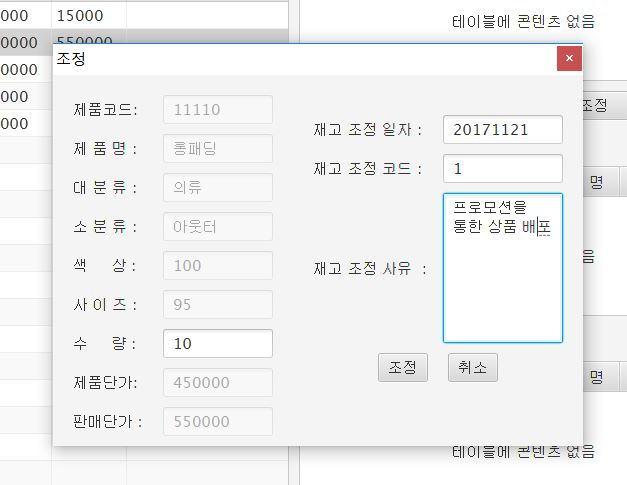 0000 15000
테이블에 콘텐츠 없음
0000 550000
조정
0000
0000
조정
0000
제품코드: 11110
제 품 명 : 롱패딩
대 분 류 : 의류
소 분 류 : 아웃터
색 상 : 100
사 이 즈 : 95
수 량 : 10
제품단가: 450000
판매단가 : 550000
재고 조정 일자 : 20171121
재고 조정 코드 : 1
재고 조정 사유 :
프로모션을
통한 상품 배포
조정 취소
명
음
명
테이블에 콘텐츠 없음